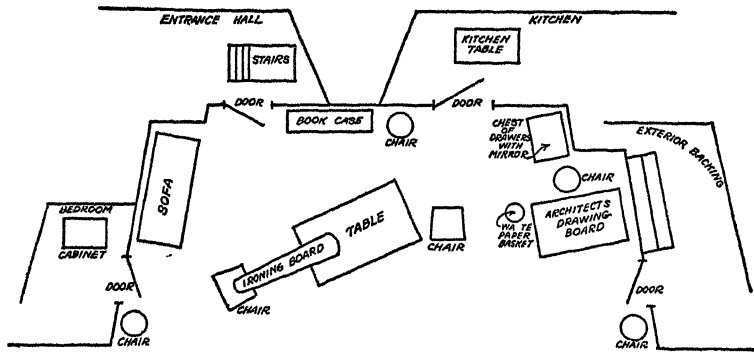 ENTRANCE HALL
KITCHEN
STAIRS
KITCHEN
TABLE
DOOR
DOOR
BOOK CASE
CHAIR
CHEST
OF
DRAWERS
WITH
MIRROR
EXTERIOR BACKING
SOFA
CHAIR
BEDROOM
CABINET
TABLE
CHAIR
WA TE
PAPER
BASKET
ARCHITECTS
DRAWING-
BOARD
IRONING BOARD
CHAIR
DOOR
DOOR
CHAIR
CHAIR